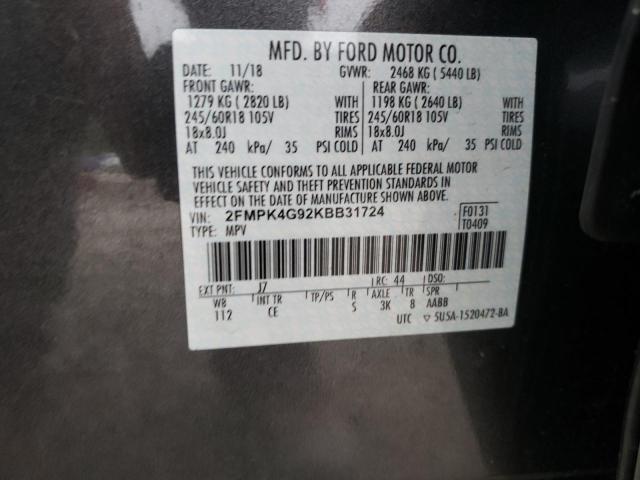 MFD. BY FORD MOTOR CO.
DATE: 11/18 GVWR: 2468 KG ( 5440 LB)
FRONT GAWR: REAR GAWR:
1279 KG ( 2820 LB) WITH 1198 KG ( 2640 LB) WITH
245/60R18 105V TIRES 245/60R18 105V TIRES
18x8.0J RIMS 18x8.0J RIMS
AT 240 kPa/ 35 PSI COLD AT 240 kPa/ 35 PSI COLD
THIS VEHICLE CONFORMS TO ALL APPLICABLE FEDERAL MOTOR
VEHICLE SAFETY AND THEFT PREVENTION STANDARDS IN
EFFECT ON THE DATE OF MANUFACTURE SHOWN ABOVE.
VIN: 2FMPK4G92KBB31724 F0131
TYPE: MPV T0409
EXT PNT: J7 RC: 44 DSO:
WB INT TR TP/PS R AXLE TR SPR
112 CE S 3K 8 AABB
UTC ▽ 5U5A-1520472-BA